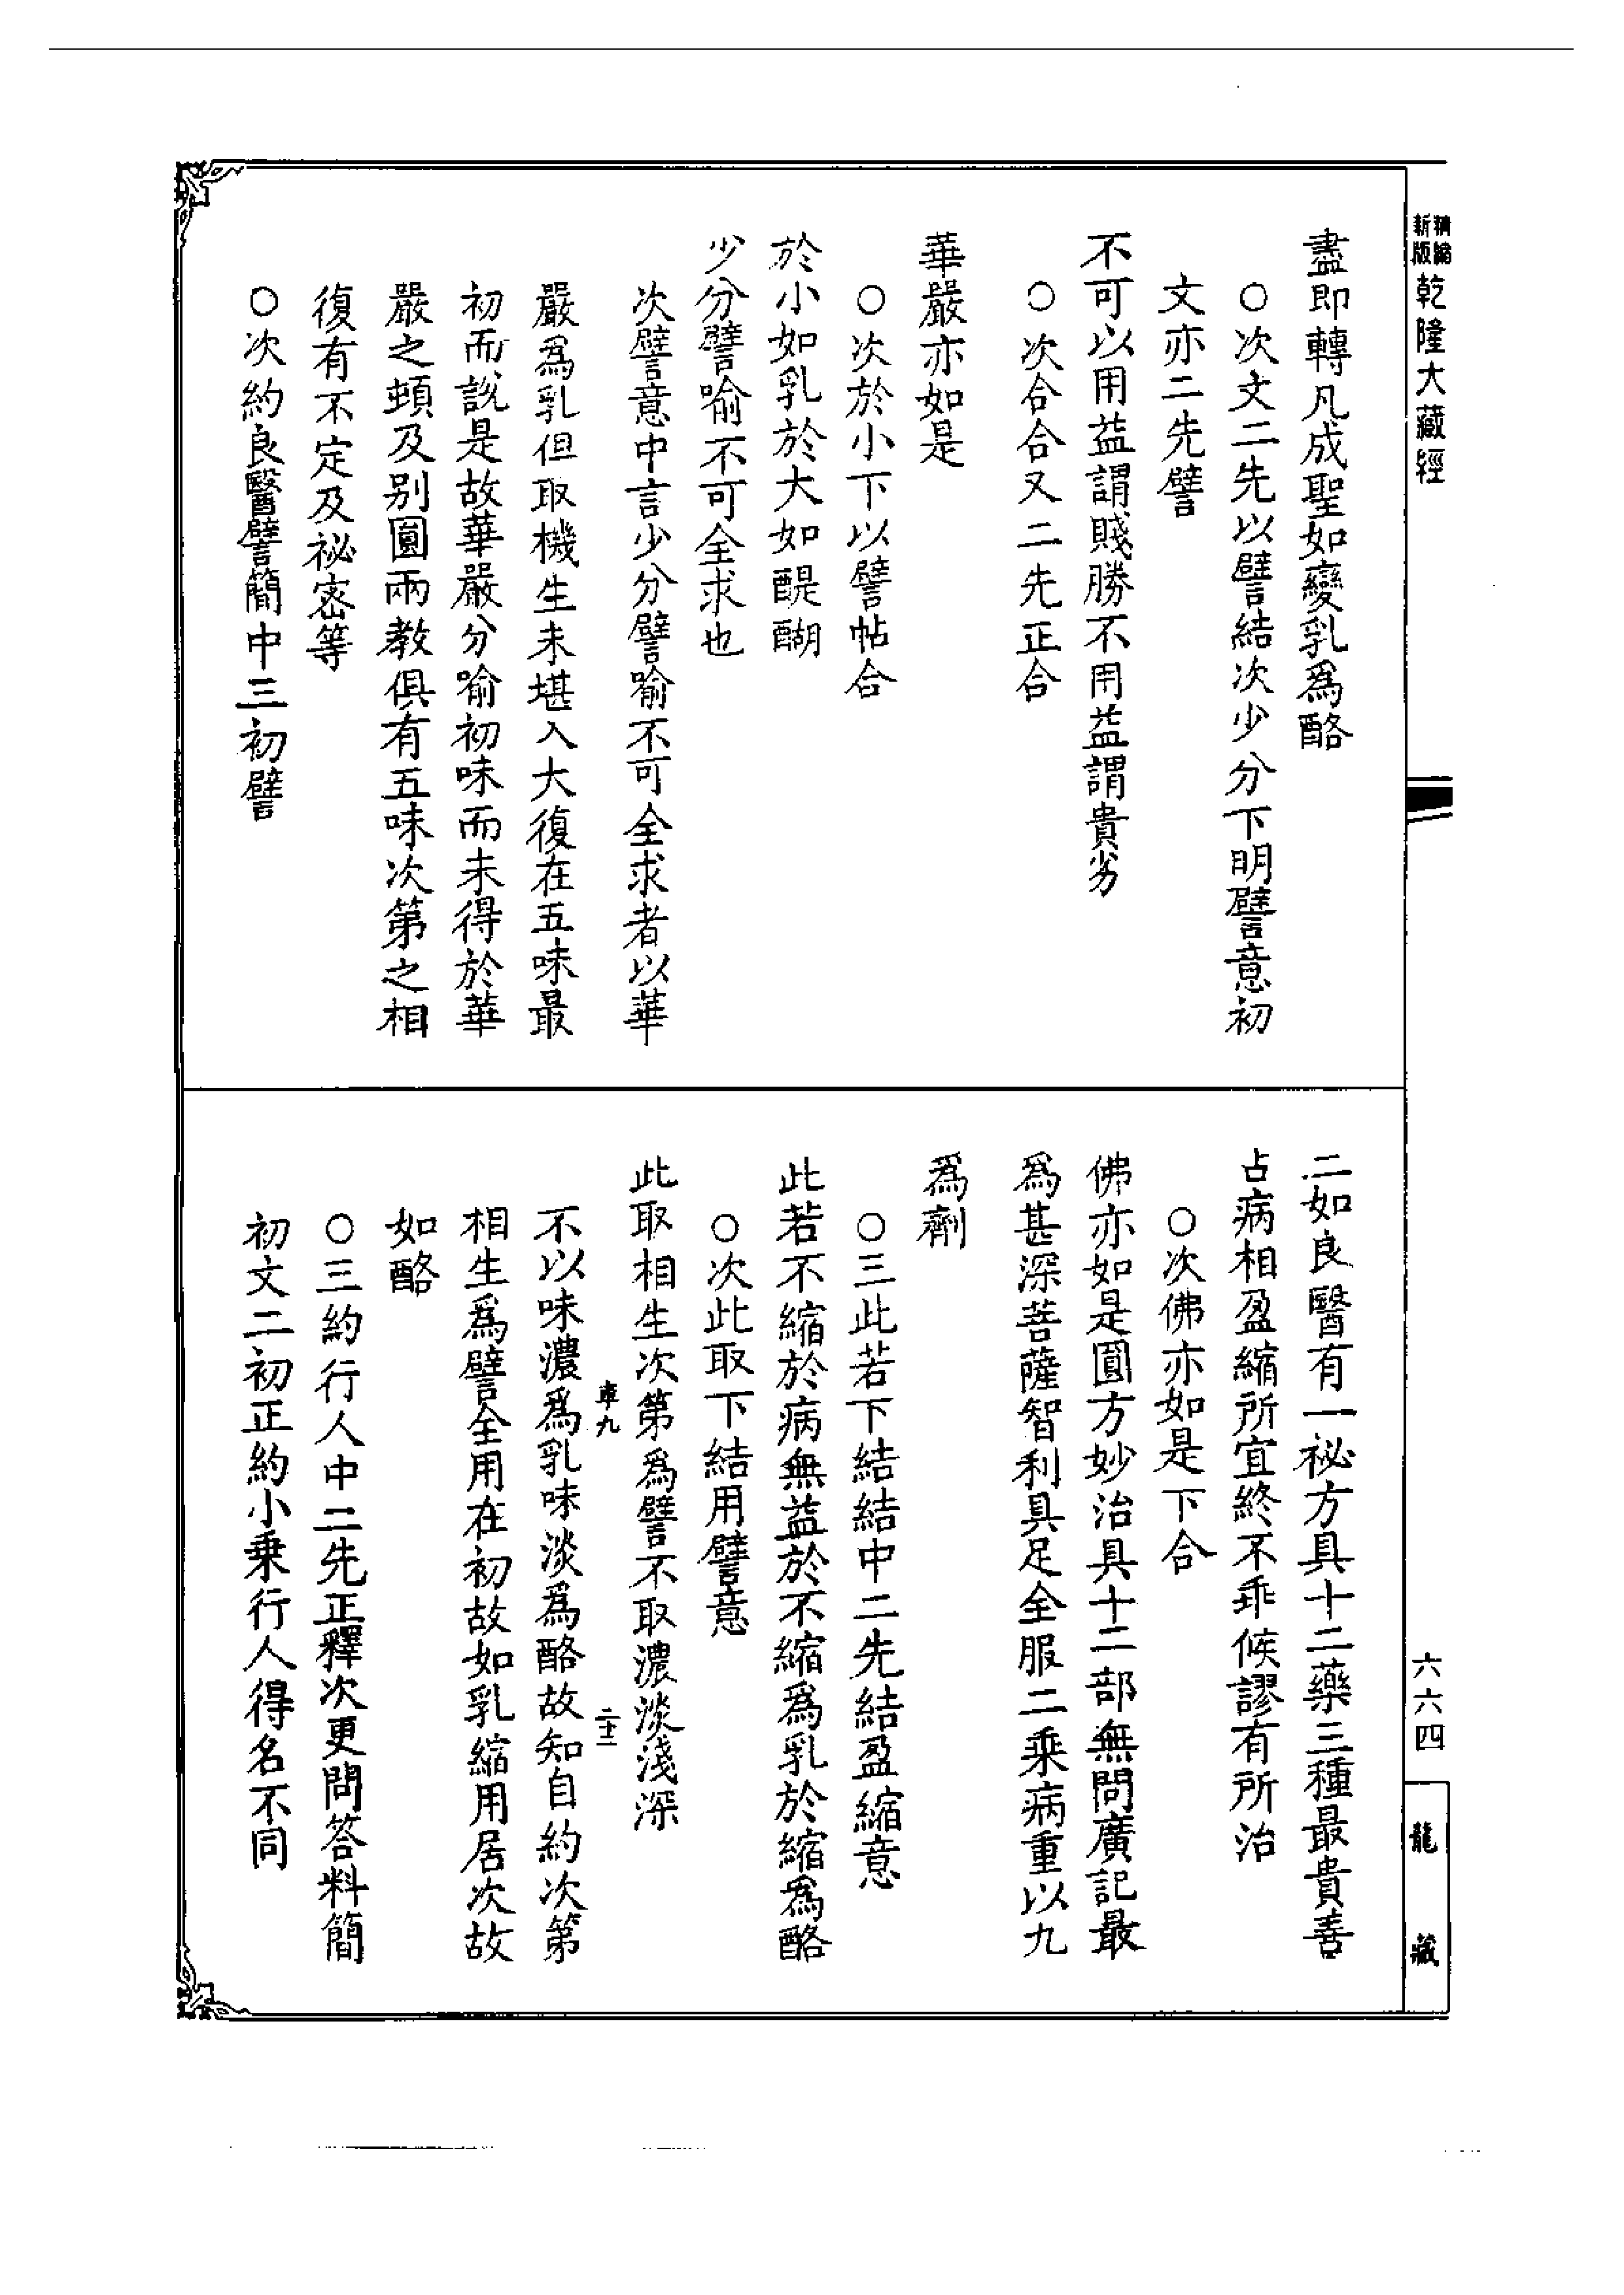 精縮
新版
乾隆大藏經
盡即轉凡成聖如變乳為酪
○次文二先以譬結次少分下明譬意初
文亦二先譬
不可以用益謂賤勝不用益謂貴劣
○次合合又二先正合
華嚴亦如是
○次於小下以譬帖合
於小如乳於大如醍醐
少分譬喻不可全求也
次譬意中言少分譬喻不可全求者以華
嚴為乳但取機生未堪入大復在五味最
初而說是故華嚴分喻初味而未得於華
嚴之頓及別圓兩教俱有五味次第之相
復有不定及祕密等
○次約良醫譬簡中三初譬
二如良醫有一祕方具十二藥三種最貴善
占病相盈縮所宜終不乖候謬有所治
○次佛亦如是下合
佛亦如是圓方妙治具十二部無問廣記最
為甚深菩薩智利具足全服二乘病重以九
為劑
○三此若下結結中二先結盈縮意
此若不縮於病無益於不縮為乳於縮為酪
○次此取下結用譬意
此取相生次第為譬不取濃淡淺深
車九
二士二
不以味濃為乳味淡為酪故知自約次第
相生為譬全用在初故如乳縮用居次故
如酪
○三約行人中二先正釋次更問答料簡
初文二初正約小乘行人得名不同
六六四
龍藏